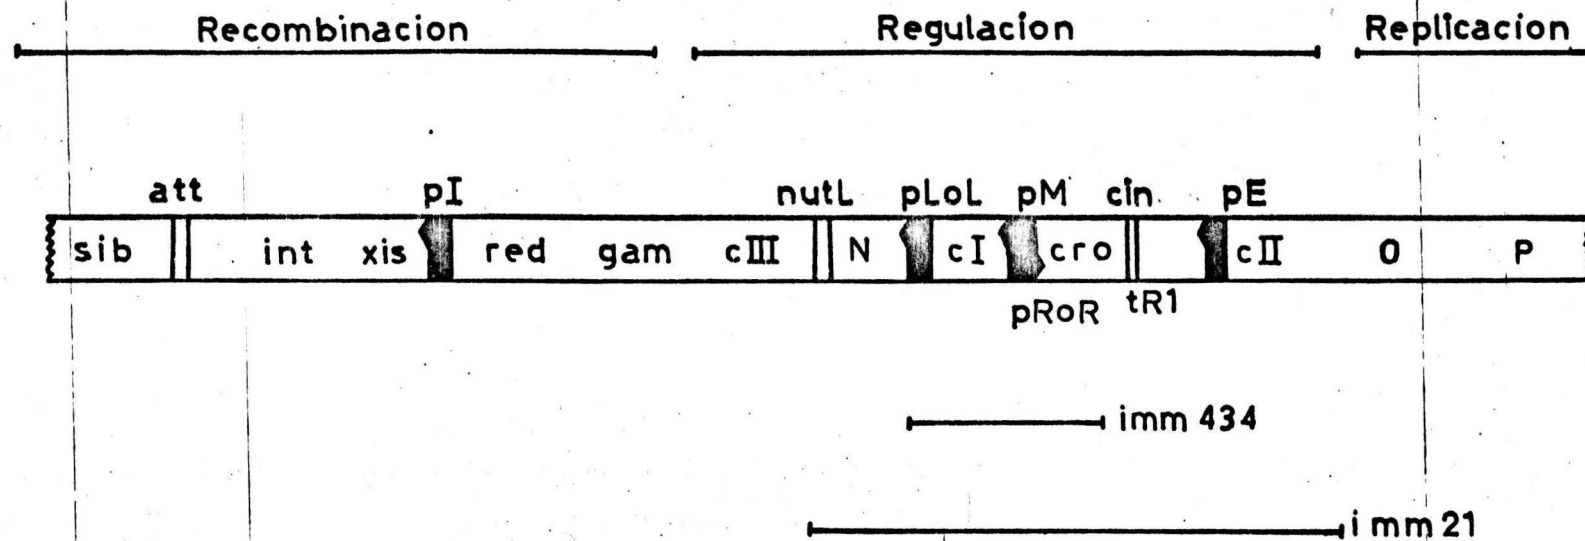 Recombinacion Regulacion Replicacion
att pI nutL pLoL pM cin pE
sib int xis red gam cIII N cI cro cII O P
pRoR tR1
imm 434
imm 21